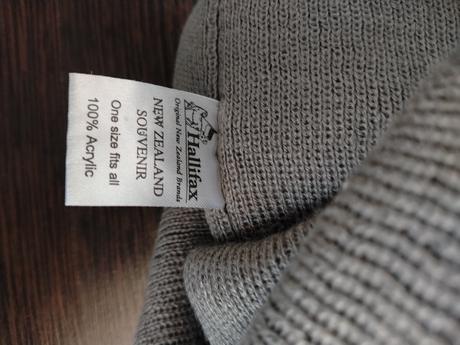 Hallifax
Original New Zealand Brands
NEW ZEALAND
SOUVENIR
One size fits all
100% Acrylic